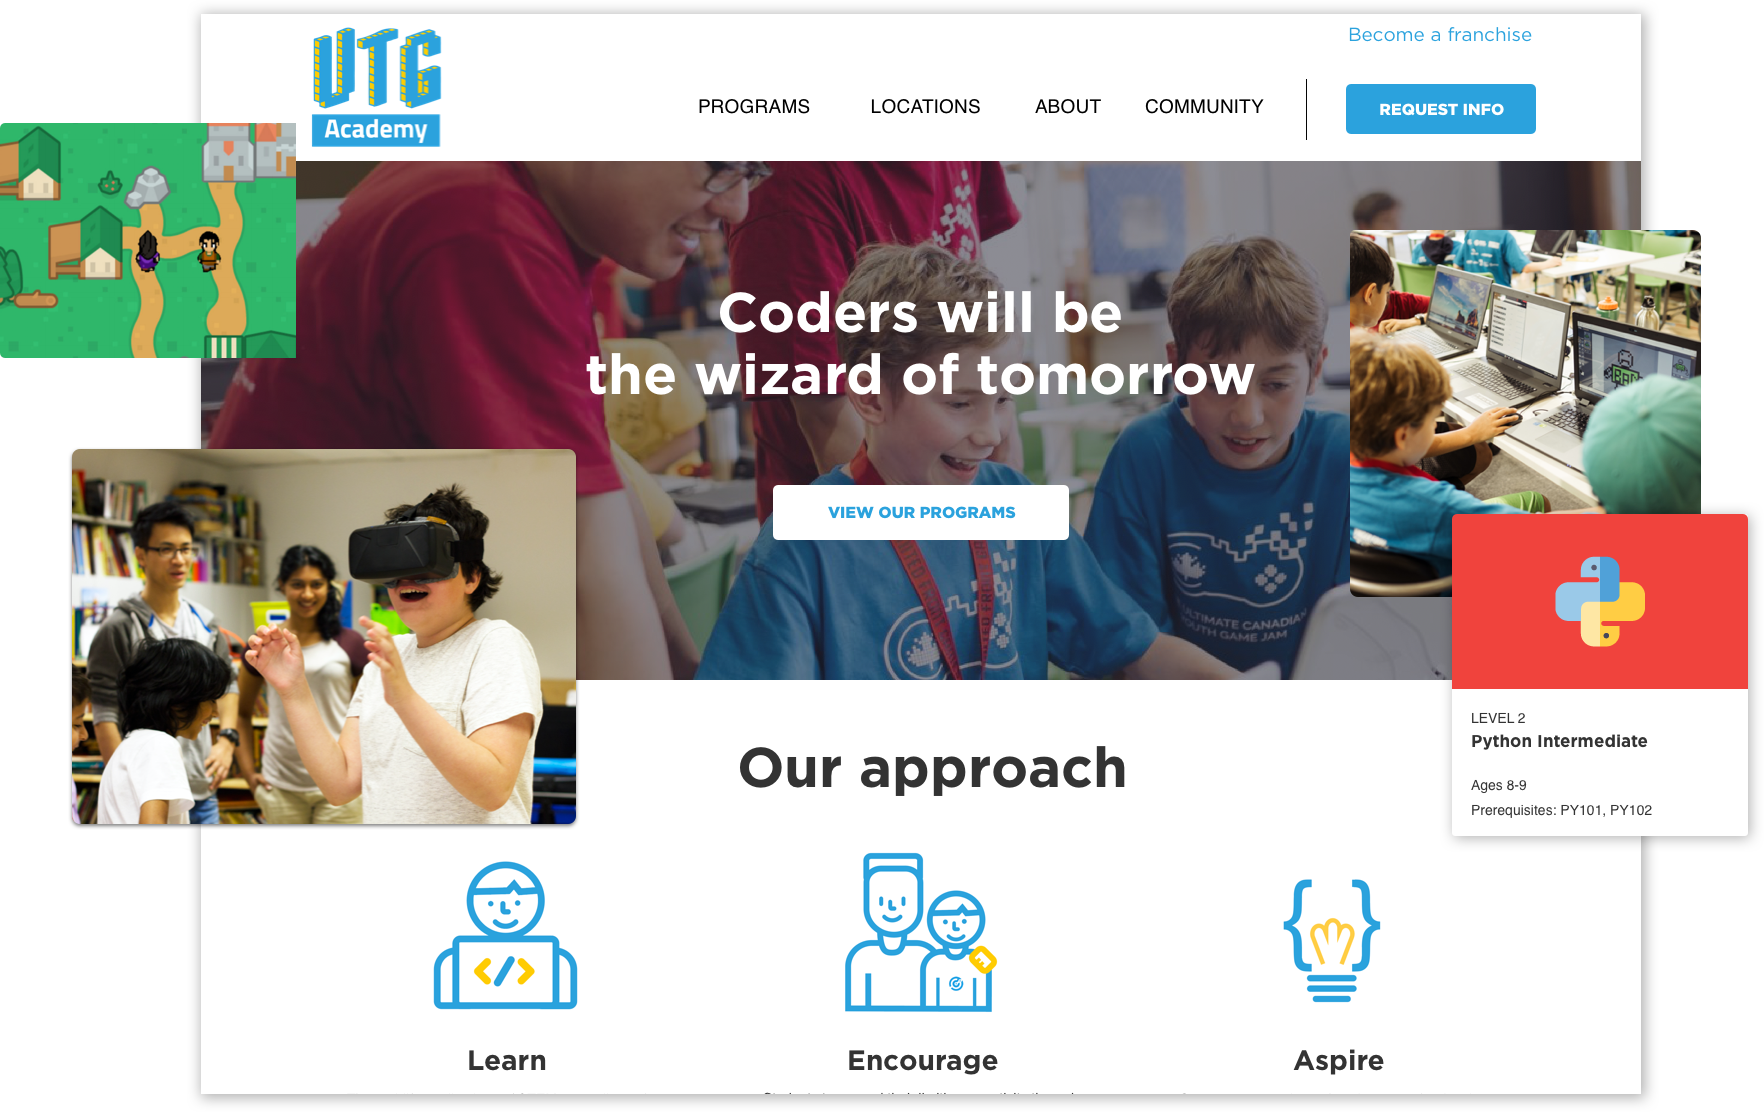 UTG
Academy
Become a franchise
PROGRAMS
LOCATIONS
ABOUT
COMMUNITY
REQUEST INFO
Coders will be
the wizard of tomorrow
VIEW OUR PROGRAMS
ULTIMATE CANADIAN
YOUTH GAME JAM
LEVEL 2
Python Intermediate
Ages 8-9
Prerequisites: PY101, PY102
Our approach
</>
Learn
Encourage
Aspire